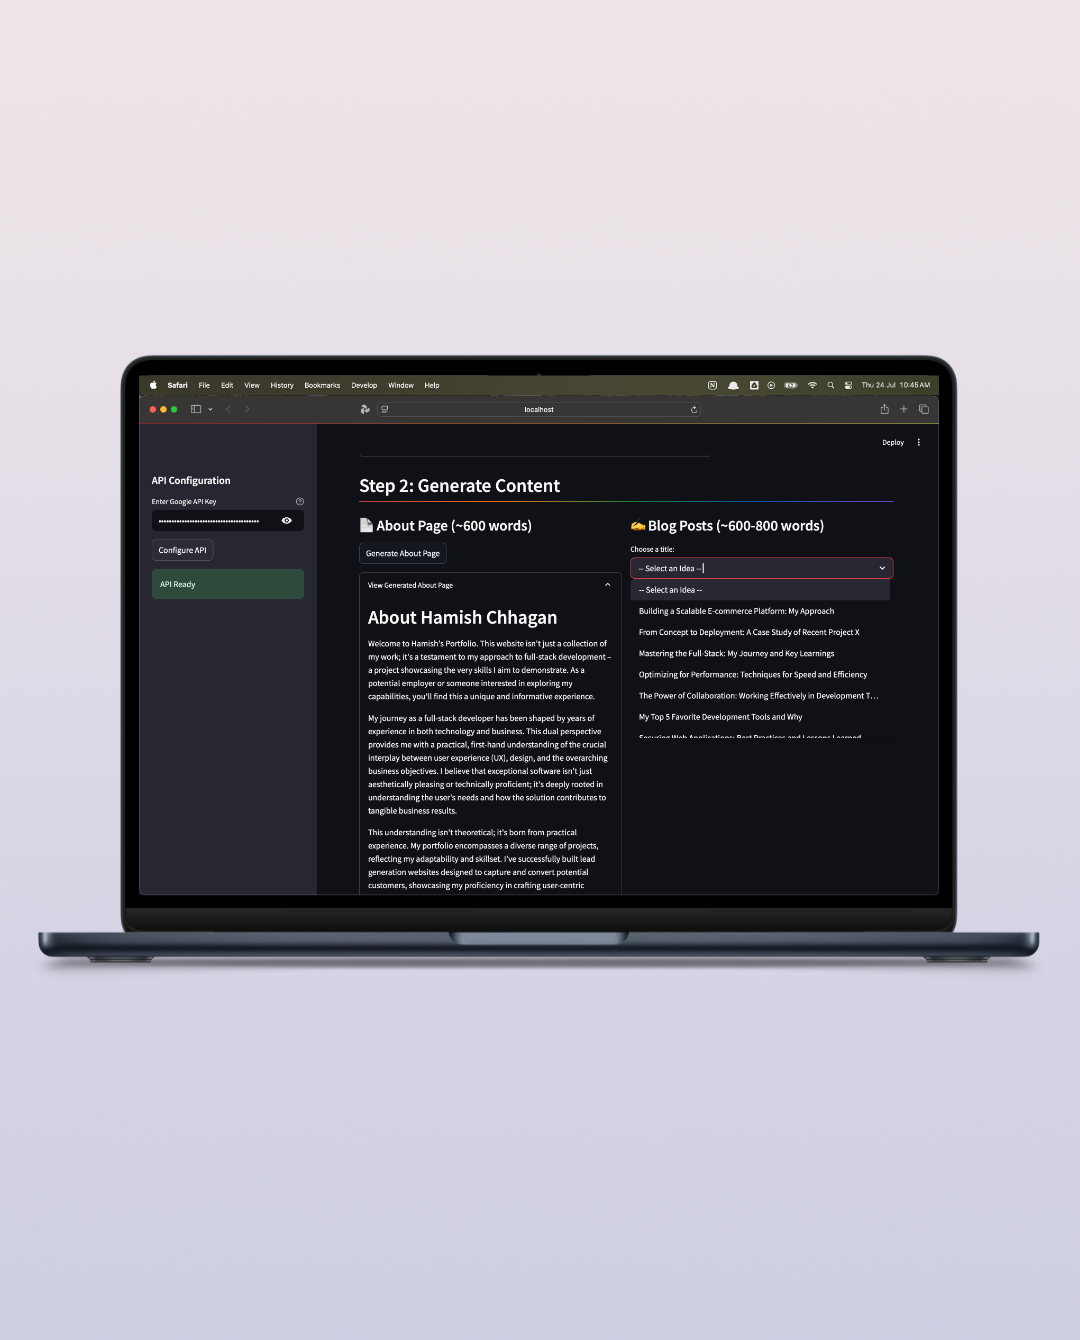 Safari File Edit View History Bookmarks Develop Window Help
Thu 24 Jul 10:45 AM
localhost
Deploy
API Configuration
Enter Google API Key
Configure API
API Ready
Step 2: Generate Content
About Page (~600 words)
Generate About Page
View Generated About Page
About Hamish Chhagan
Welcome to Hamish's Portfolio. This website isn't just a collection of
my work; it's a testament to my approach to full-stack development –
a project showcasing the very skills I aim to demonstrate. As a
potential employer or someone interested in exploring my
capabilities, you'll find this a unique and informative experience.
My journey as a full-stack developer has been shaped by years of
experience in both technology and business. This dual perspective
provides me with a practical, first-hand understanding of the crucial
interplay between user experience (UX), design, and the overarching
business objectives. I believe that exceptional software isn't just
aesthetically pleasing or technically proficient; it's deeply rooted in
understanding the user's needs and how the solution contributes to
tangible business results.
This understanding isn't theoretical; it's born from practical
experience. My portfolio encompasses a diverse range of projects,
reflecting my adaptability and skillset. I've successfully built lead
generation websites designed to capture and convert potential
customers, showcasing my proficiency in crafting user-centric
Blog Posts (~600-800 words)
Choose a title:
-- Select an Idea --
-- Select an Idea --
Building a Scalable E-commerce Platform: My Approach
From Concept to Deployment: A Case Study of Recent Project X
Mastering the Full-Stack: My Journey and Key Learnings
Optimizing for Performance: Techniques for Speed and Efficiency
The Power of Collaboration: Working Effectively in Development T...
My Top 5 Favorite Development Tools and Why
Securing Web Applications: Best Practices and Lessons Learned